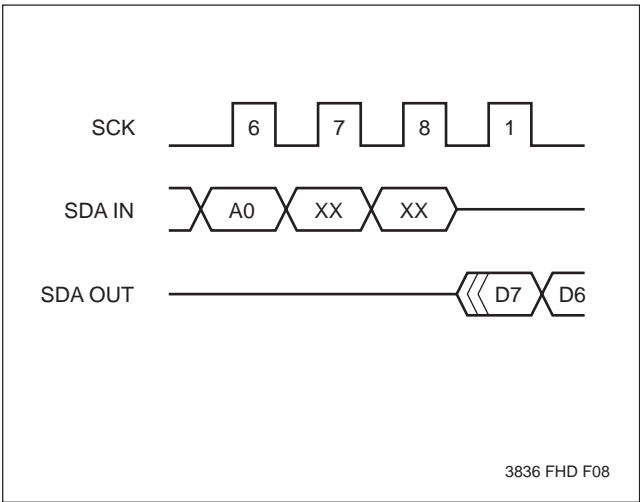 SCK 6 7 8 1
SDA IN A0 XX XX
SDA OUT D7 D6
3836 FHD F08